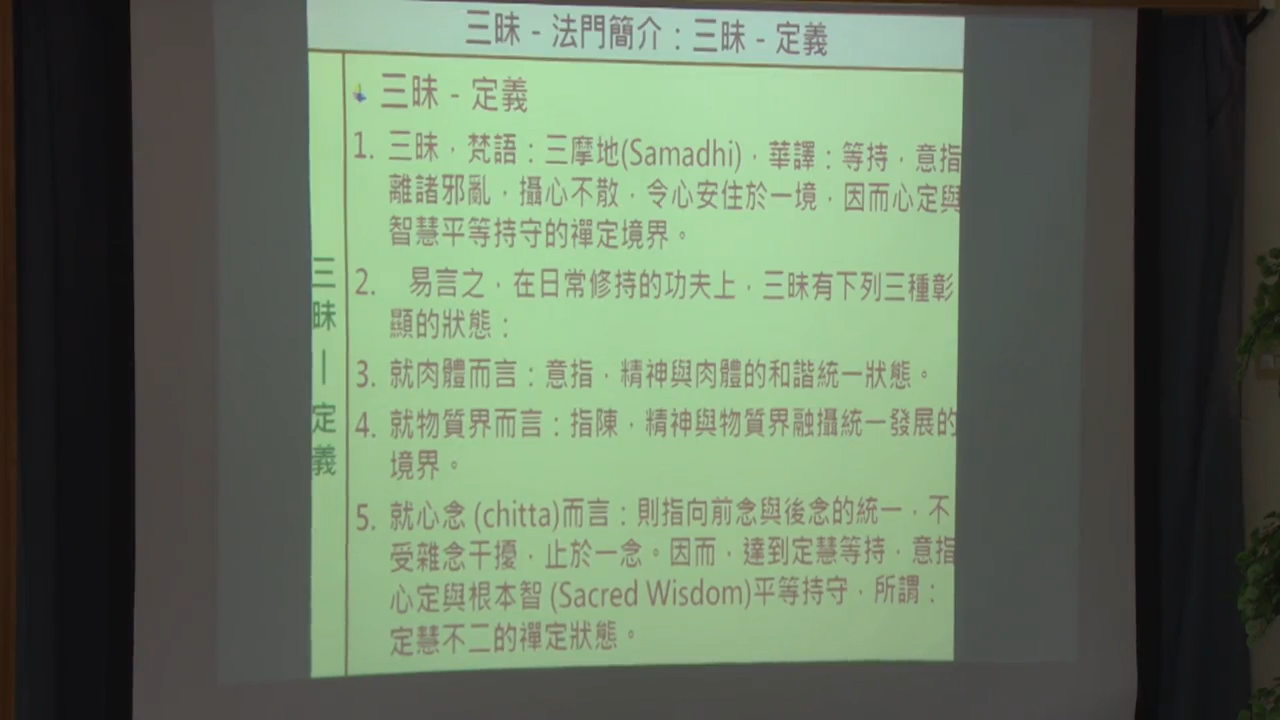 三昧 - 法門簡介：三昧 - 定義
三昧 - 定義
1. 三昧，梵語：三摩地(Samadhi)，華譯：等持，意指
離諸邪亂，攝心不散，令心安住於一境，因而心定與
智慧平等持守的禪定境界。
2. 易言之，在日常修持的功夫上，三昧有下列三種彰
顯的狀態：
3. 就肉體而言：意指，精神與肉體的和諧統一狀態。
4. 就物質界而言：指陳，精神與物質界融攝統一發展的
境界。
5. 就心念 (chitta)而言：則指向前念與後念的統一，不
受雜念干擾，止於一念。因而，達到定慧等持，意指
心定與根本智 (Sacred Wisdom)平等持守，所謂：
定慧不二的禪定狀態。
三昧－定義